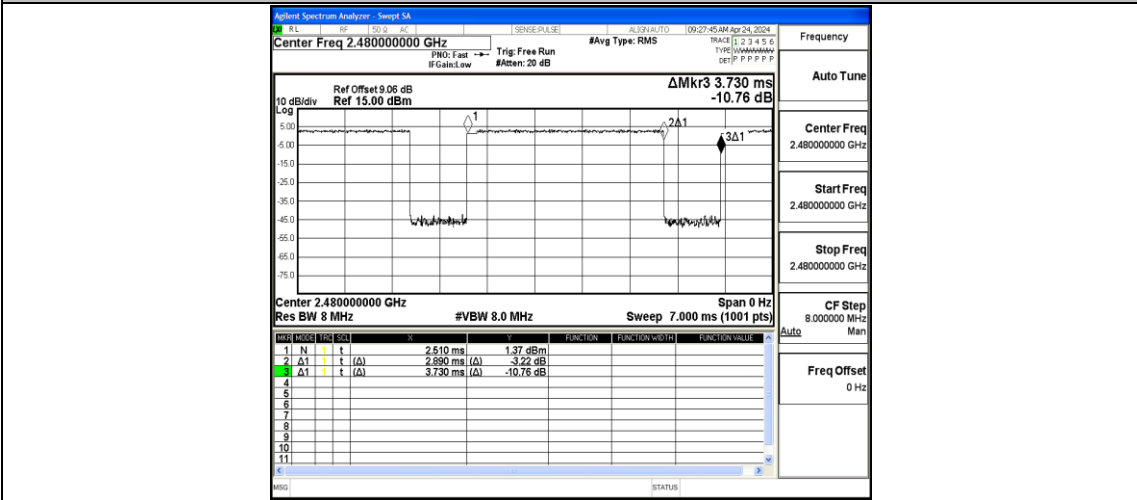 Agilent Spectrum Analyzer - Swept SA
RL RF 50 Ω AC SENSE:PULSE ALIGN AUTO 09:27:45 AM Apr 24, 2024
Center Freq 2.480000000 GHz #Avg Type: RMS TRACE 1 2 3 4 5 6
PNO: Fast Trig: Free Run TYPE
IFGain:Low #Atten: 20 dB DET P P P P P P
ΔMkr3 3.730 ms
-10.76 dB
Ref Offset 9.06 dB
10 dB/div Ref 15.00 dBm
Log
5.00
-5.00
-15.0
-25.0
-35.0
-45.0
-55.0
-65.0
-75.0
1
2Δ1
3Δ1
Center 2.480000000 GHz Span 0 Hz
Res BW 8 MHz #VBW 8.0 MHz Sweep 7.000 ms (1001 pts)
MKR MODE TRC SCL X Y FUNCTION FUNCTION WIDTH FUNCTION VALUE
1 N 1 t 2.510 ms 1.37 dBm
2 Δ1 1 t (Δ) 2.890 ms (Δ) -3.22 dB
3 Δ1 1 t (Δ) 3.730 ms (Δ) -10.76 dB
4
5
6
7
8
9
10
11
MSG STATUS
Frequency
Auto Tune
Center Freq
2.480000000 GHz
Start Freq
2.480000000 GHz
Stop Freq
2.480000000 GHz
CF Step
8.000000 MHz
Auto Man
Freq Offset
0 Hz